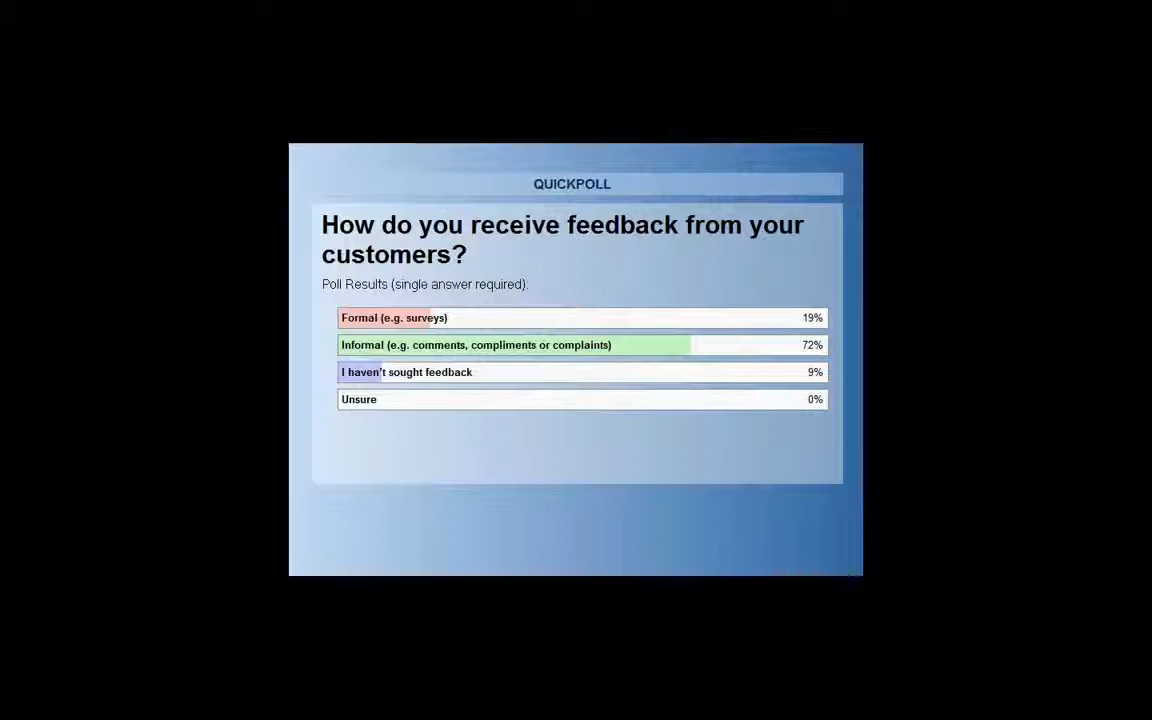 QUICKPOLL
How do you receive feedback from your
customers?
Poll Results (single answer required):
Formal (e.g. surveys) 19%
Informal (e.g. comments, compliments or complaints) 72%
I haven't sought feedback 9%
Unsure 0%